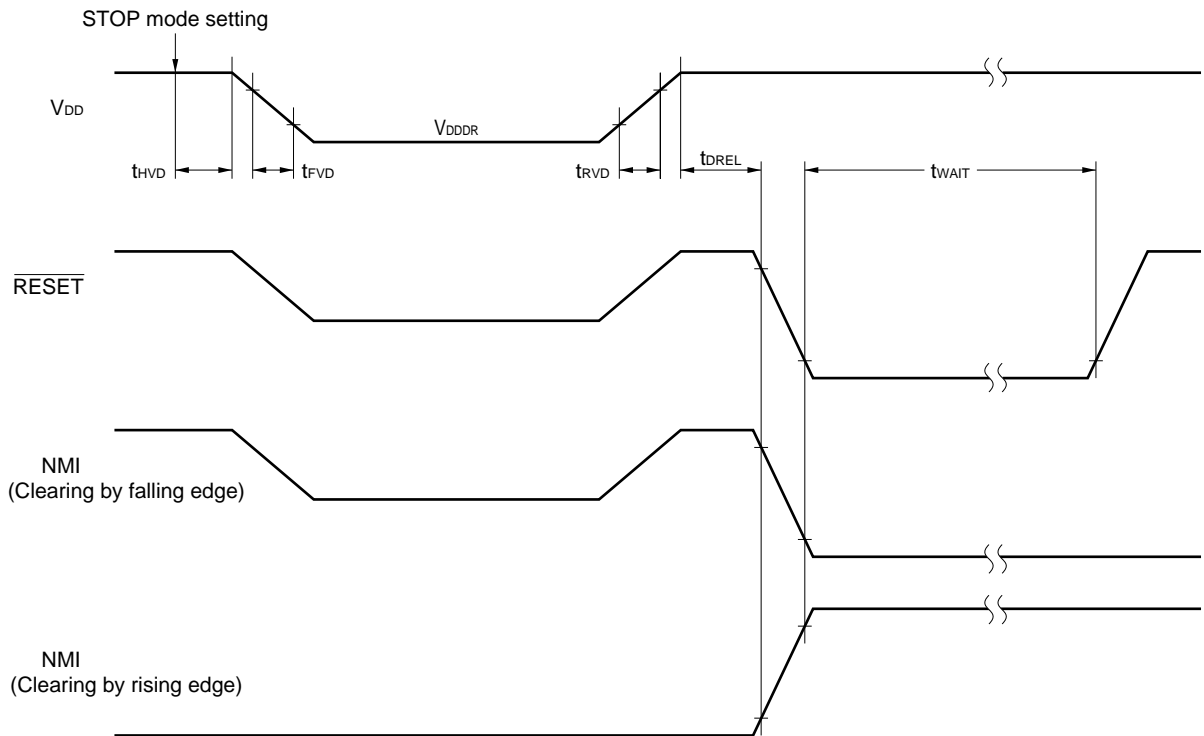 STOP mode setting
VDD
VDDDR
tHVD
tFVD
tRVD
tDREL
tWAIT
RESET
NMI
(Clearing by falling edge)
NMI
(Clearing by rising edge)